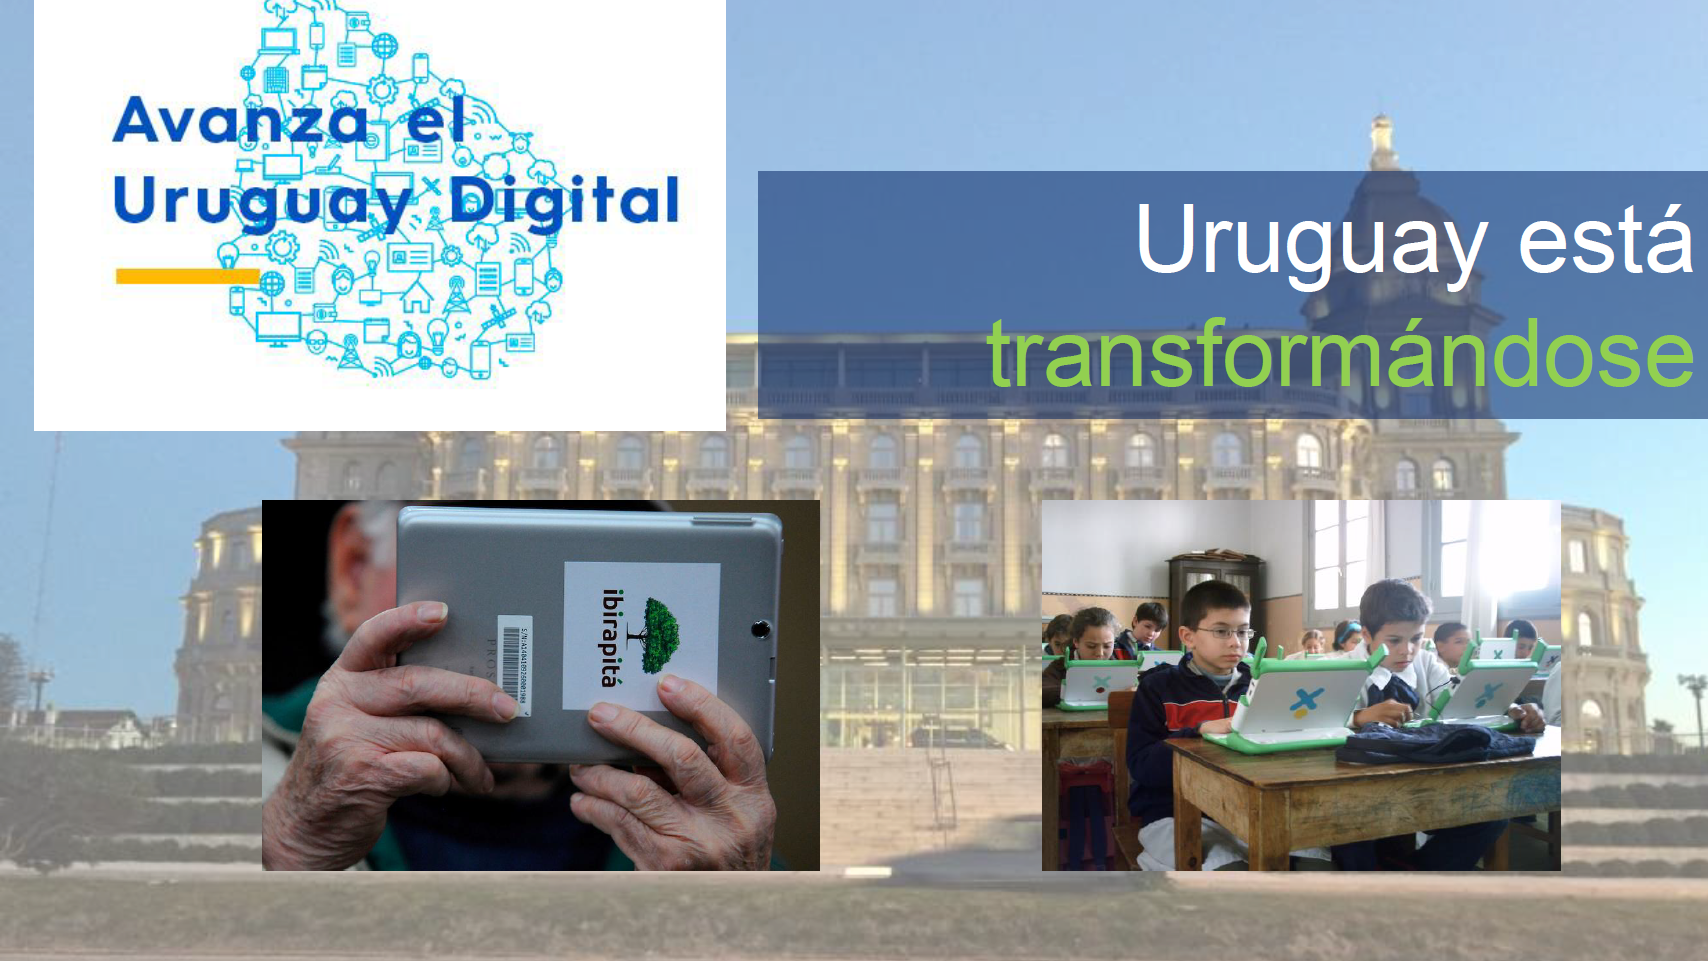 Avanza el
Uruguay Digital
Uruguay está
transformándose
ibirapitá